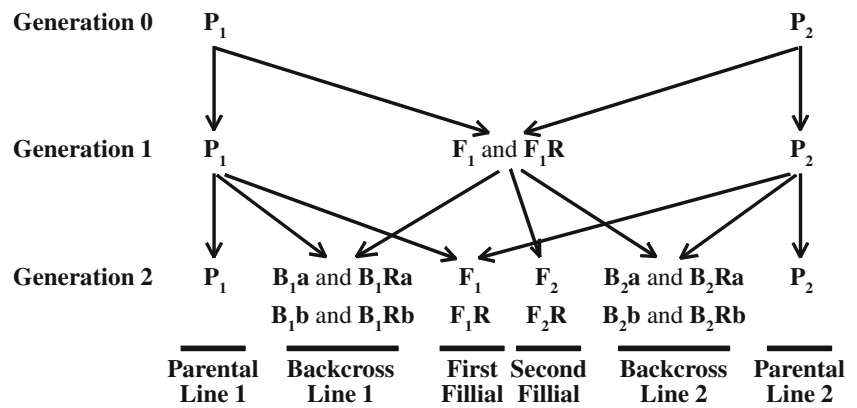 Generation 0 P₁ P₂
Generation 1 P₁ F₁ and F₁R P₂
Generation 2 P₁ B₁a and B₁Ra F₁ F₂ B₂a and B₂Ra P₂
B₁b and B₁Rb F₁R F₂R B₂b and B₂Rb
Parental Backcross First Second Backcross Parental
Line 1 Line 1 Fillial Fillial Line 2 Line 2